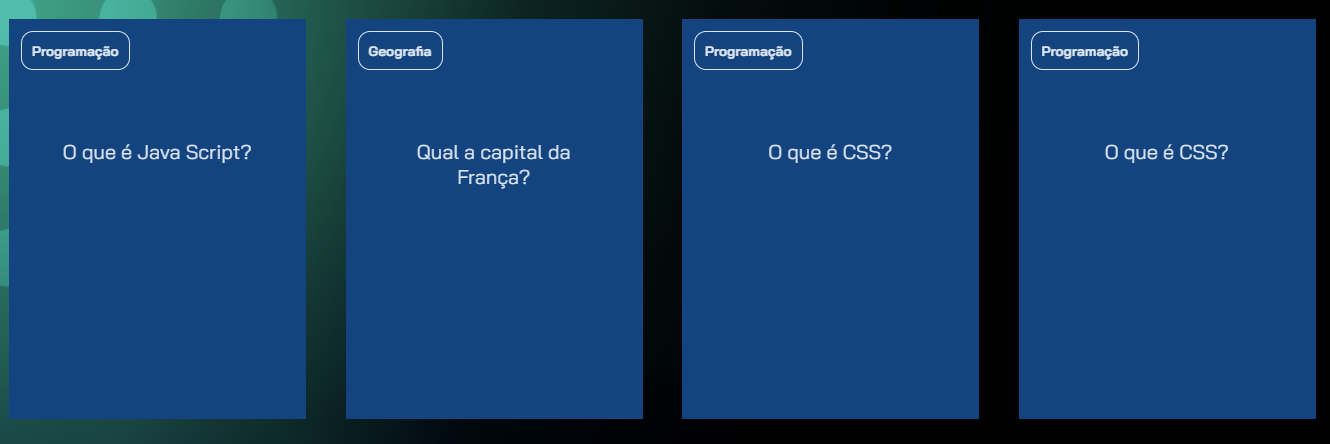 Programação
O que é Java Script?
Geografia
Qual a capital da
França?
Programação
O que é CSS?
Programação
O que é CSS?